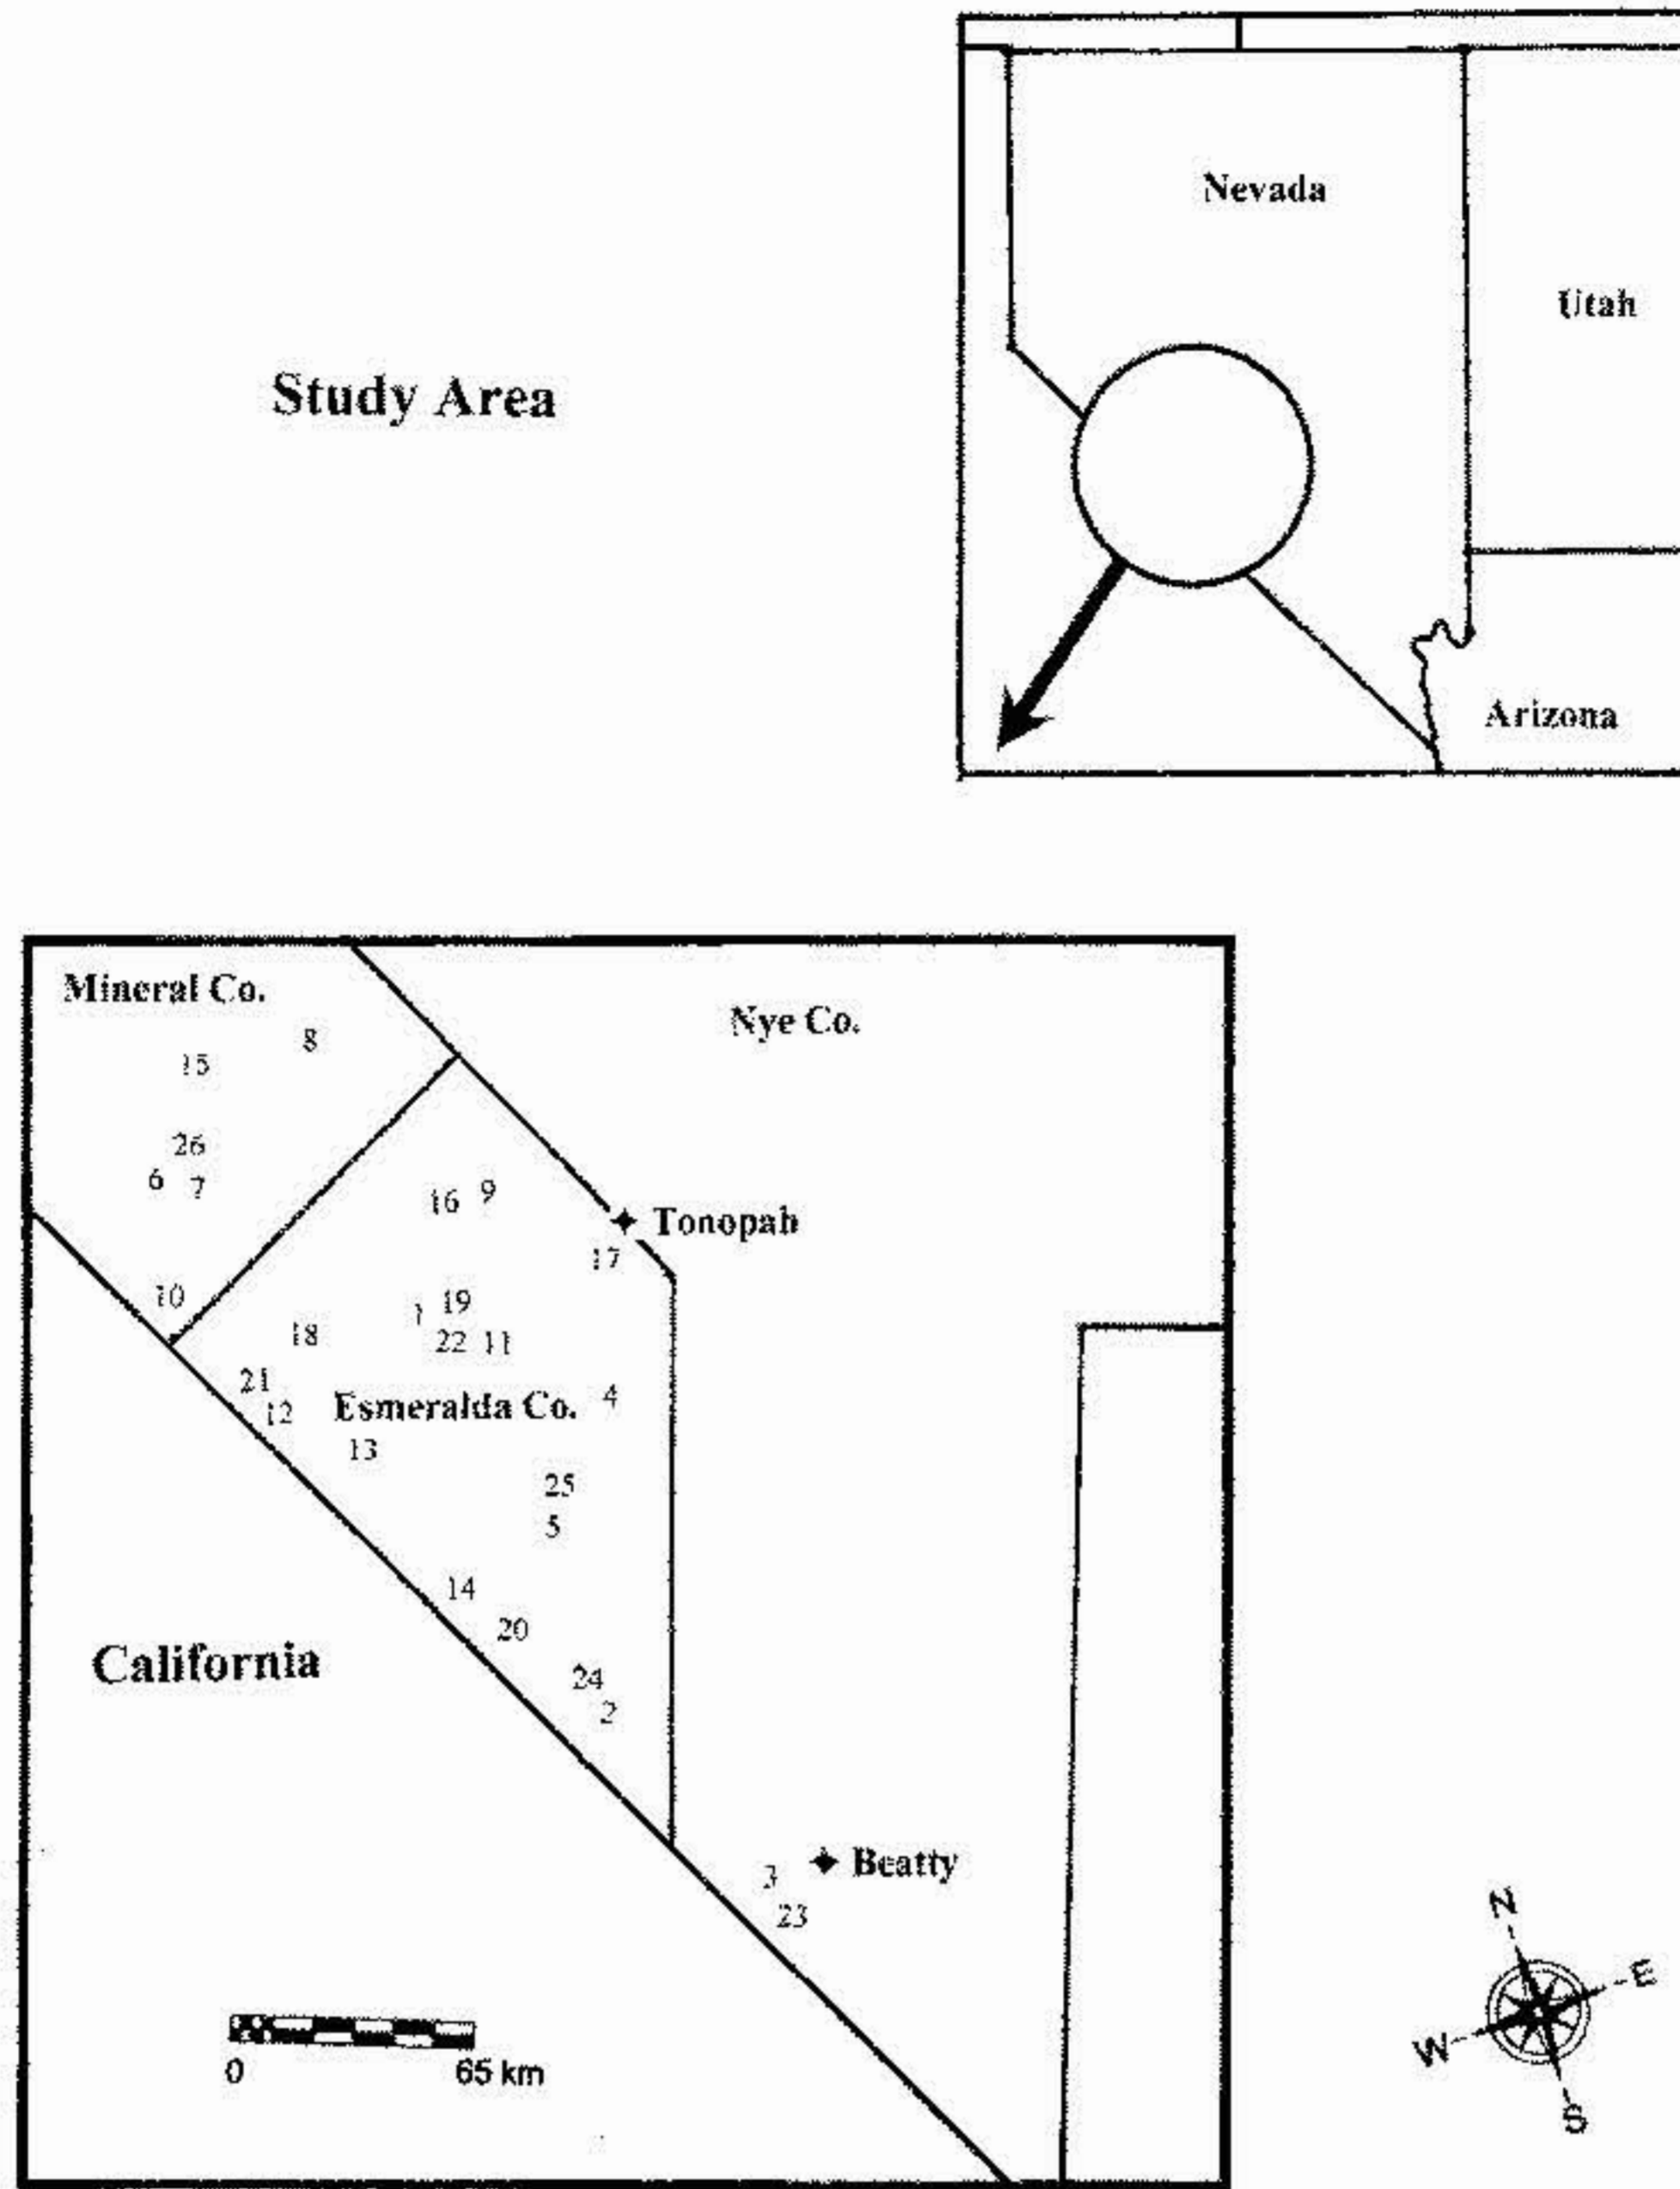 Nevada
Utah
Study Area
Arizona
Mineral Co.
Nye Co.
8
15
26
6 7
16 9
Tonopah
17
10
1 19
18
22 11
21
4
12 Esmeralda Co.
13
25
5
14
20
California
24
2
Beatty
3
23
N
E
W
S
0 65 km